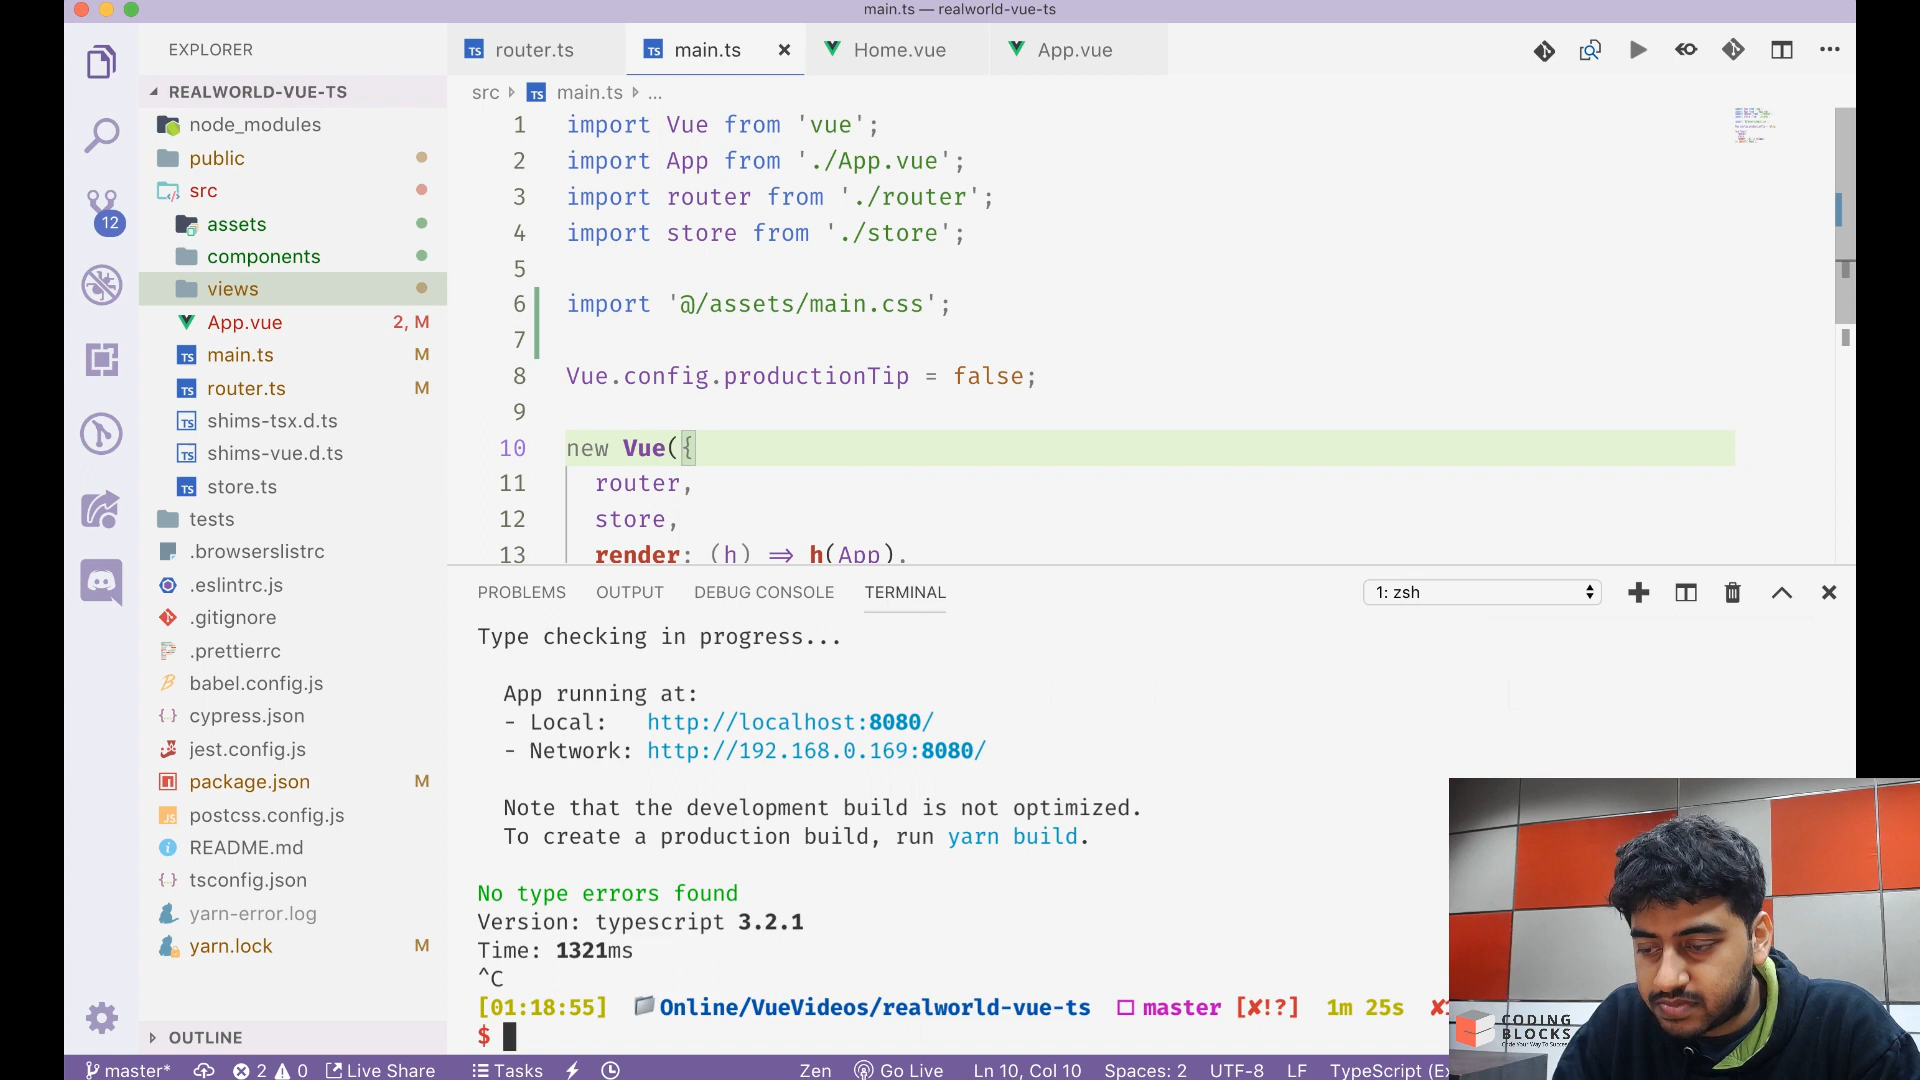 main.ts — realworld-vue-ts
EXPLORER
router.ts
main.ts
Home.vue
App.vue
REALWORLD-VUE-TS
node_modules
public
src
assets
components
views
App.vue 2, M
main.ts M
router.ts M
shims-tsx.d.ts
shims-vue.d.ts
store.ts
tests
.browserslistrc
.eslintrc.js
.gitignore
.prettierrc
babel.config.js
cypress.json
jest.config.js
package.json M
postcss.config.js
README.md
tsconfig.json
yarn-error.log
yarn.lock M
OUTLINE
12
src main.ts ...
1 import Vue from 'vue';
2 import App from './App.vue';
3 import router from './router';
4 import store from './store';
5
6 import '@/assets/main.css';
7
8 Vue.config.productionTip = false;
9
10 new Vue({
11 router,
12 store,
13 render: (h) => h(App).
PROBLEMS OUTPUT DEBUG CONSOLE TERMINAL
1: zsh
Type checking in progress...
App running at:
- Local: http://localhost:8080/
- Network: http://192.168.0.169:8080/
Note that the development build is not optimized.
To create a production build, run yarn build.
No type errors found
Version: typescript 3.2.1
Time: 1321ms
^C
[01:18:55] Online/VueVideos/realworld-vue-ts master [✘!?] 1m 25s ✘
$
CODING
BLOCKS
Code Your Way To Success
master* 2 0 Live Share Tasks Zen Go Live Ln 10, Col 10 Spaces: 2 UTF-8 LF TypeScript (Ex